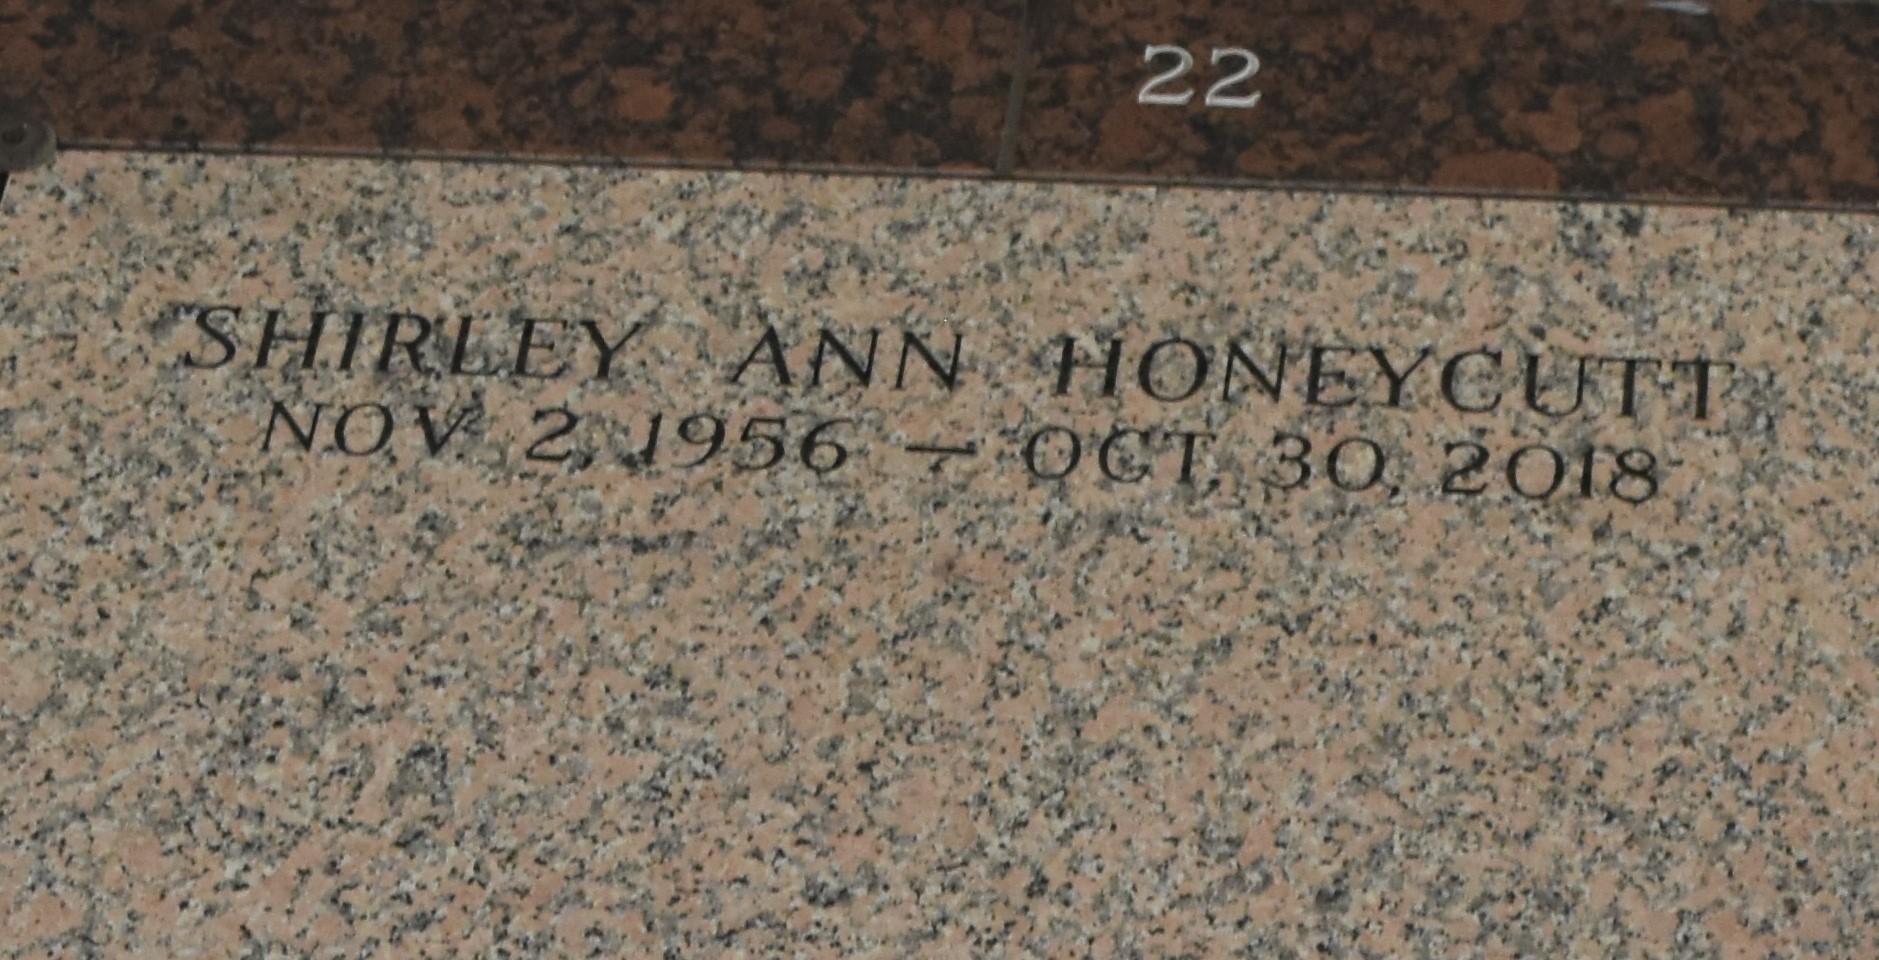 22
SHIRLEY ANN HONEYCUTT
NOV 2, 1956 — OCT, 30, 2018